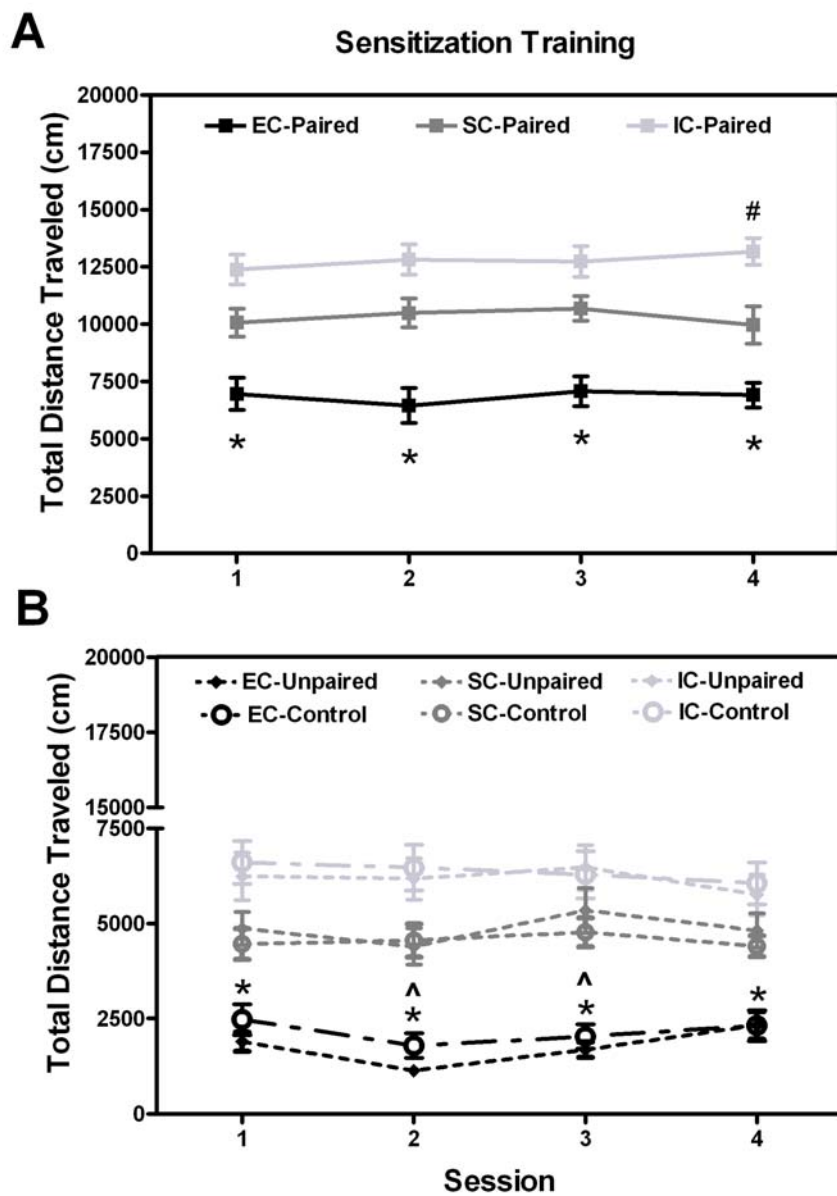 A
Sensitization Training
20000
EC-Paired SC-Paired IC-Paired
17500
15000
#
12500
10000
7500
5000
* * * *
2500
0
1 2 3 4
Total Distance Traveled (cm)
B
20000
EC-Unpaired SC-Unpaired IC-Unpaired
EC-Control SC-Control IC-Control
17500
15000
7500
5000
^ ^
* * * *
2500
0
1 2 3 4
Total Distance Traveled (cm)
Session